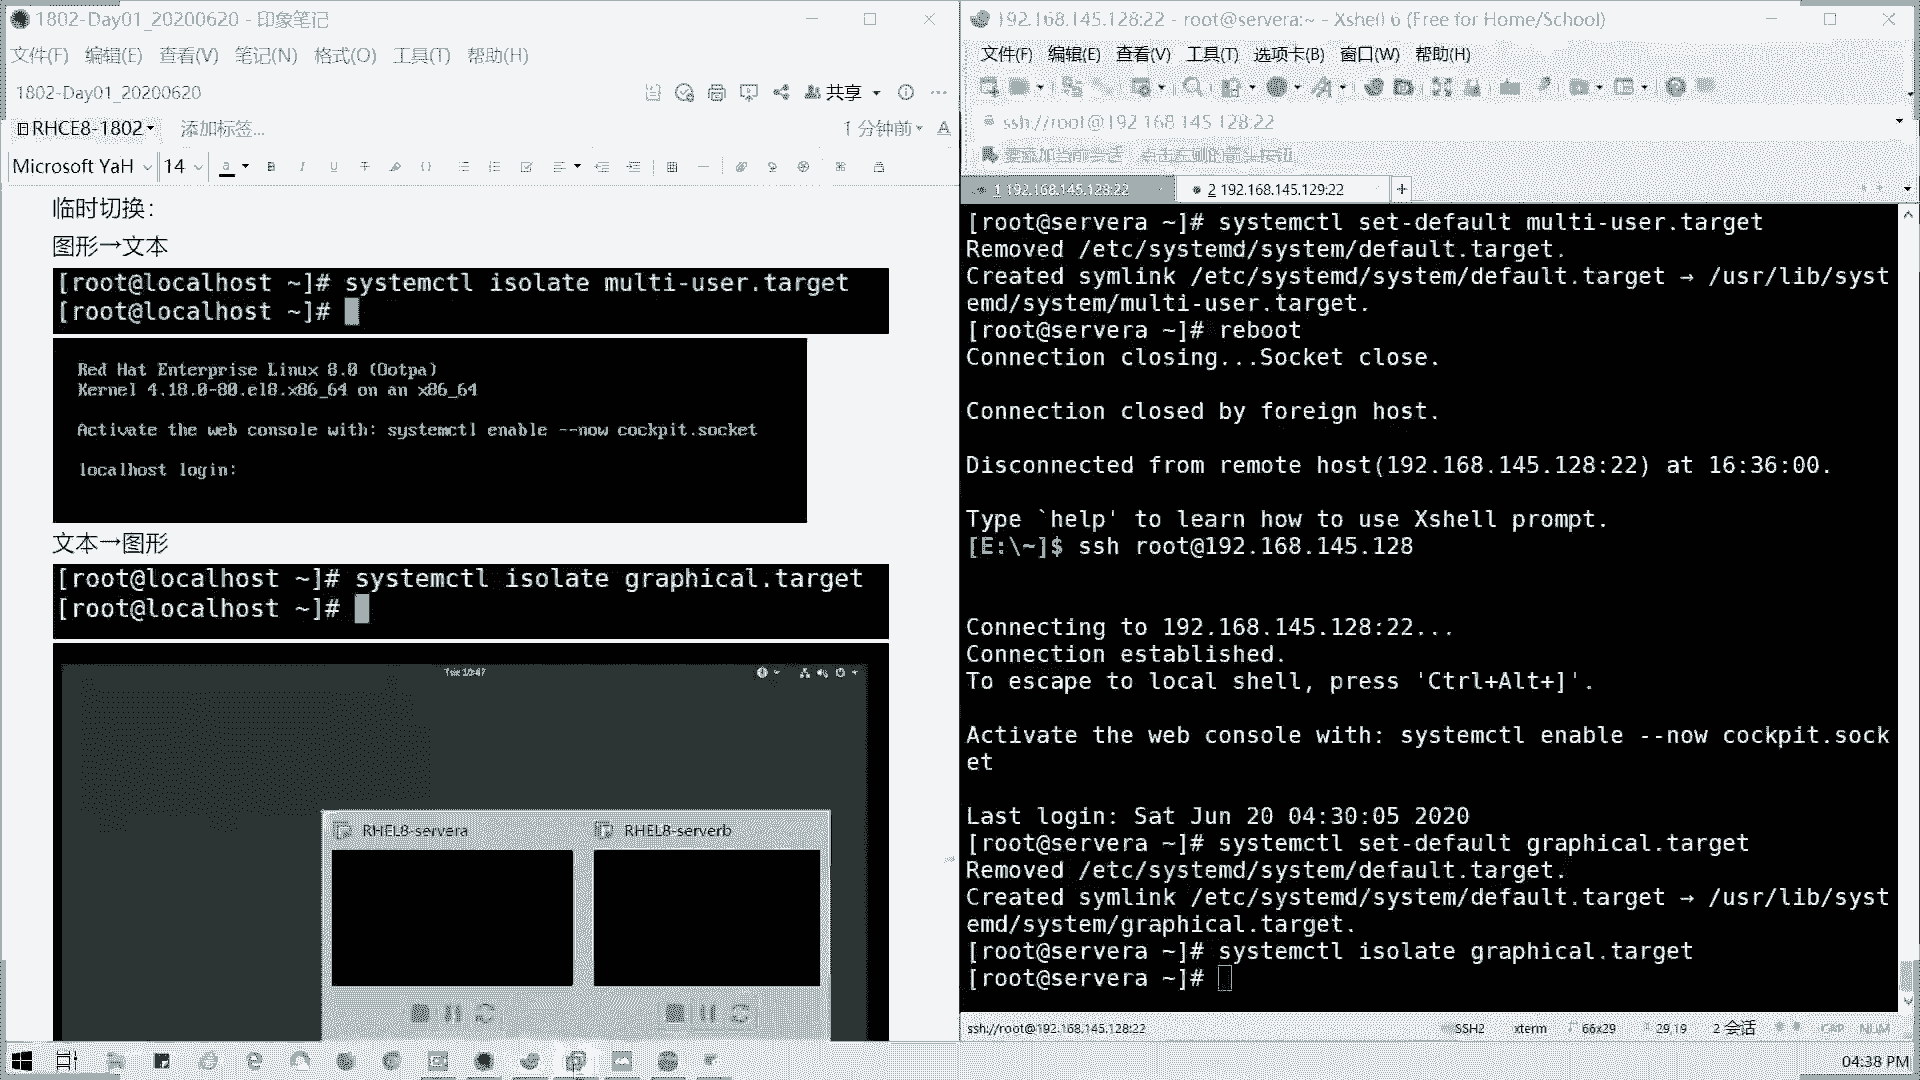 1802-Day01_20200620 - 印象笔记
文件(F) 编辑(E) 查看(V) 笔记(N) 格式(O) 工具(T) 帮助(H)
1802-Day01_20200620
共享
RHCE8-1802 添加标签... 1 分钟前
Microsoft YaH 14
临时切换：
图形→文本
[root@localhost ~]# systemctl isolate multi-user.target
[root@localhost ~]#
Red Hat Enterprise Linux 8.0 (Ootpa)
Kernel 4.18.0-80.el8.x86_64 on an x86_64
Activate the web console with: systemctl enable --now cockpit.socket
localhost login:
文本→图形
[root@localhost ~]# systemctl isolate graphical.target
[root@localhost ~]#
RHEL8-servera RHEL8-serverb
192.168.145.128:22 - root@servera:~ - Xshell 6 (Free for Home/School)
文件(F) 编辑(E) 查看(V) 工具(T) 选项卡(B) 窗口(W) 帮助(H)
ssh://root@192.168.145.128:22
要添加当前会话，点击左侧的箭头按钮
1 192.168.145.128:22 2 192.168.145.129:22 +
[root@servera ~]# systemctl set-default multi-user.target
Removed /etc/systemd/system/default.target.
Created symlink /etc/systemd/system/default.target → /usr/lib/syst
emd/system/multi-user.target.
[root@servera ~]# reboot
Connection closing...Socket close.
Connection closed by foreign host.
Disconnected from remote host(192.168.145.128:22) at 16:36:00.
Type `help' to learn how to use Xshell prompt.
[E:\~]$ ssh root@192.168.145.128
Connecting to 192.168.145.128:22...
Connection established.
To escape to local shell, press 'Ctrl+Alt+]'.
Activate the web console with: systemctl enable --now cockpit.sock
et
Last login: Sat Jun 20 04:30:05 2020
[root@servera ~]# systemctl set-default graphical.target
Removed /etc/systemd/system/default.target.
Created symlink /etc/systemd/system/default.target → /usr/lib/syst
emd/system/graphical.target.
[root@servera ~]# systemctl isolate graphical.target
[root@servera ~]#
ssh://root@192.168.145.128:22 SSH2 xterm 66x29 29,19 2 会话 CAP NUM
04:38 PM